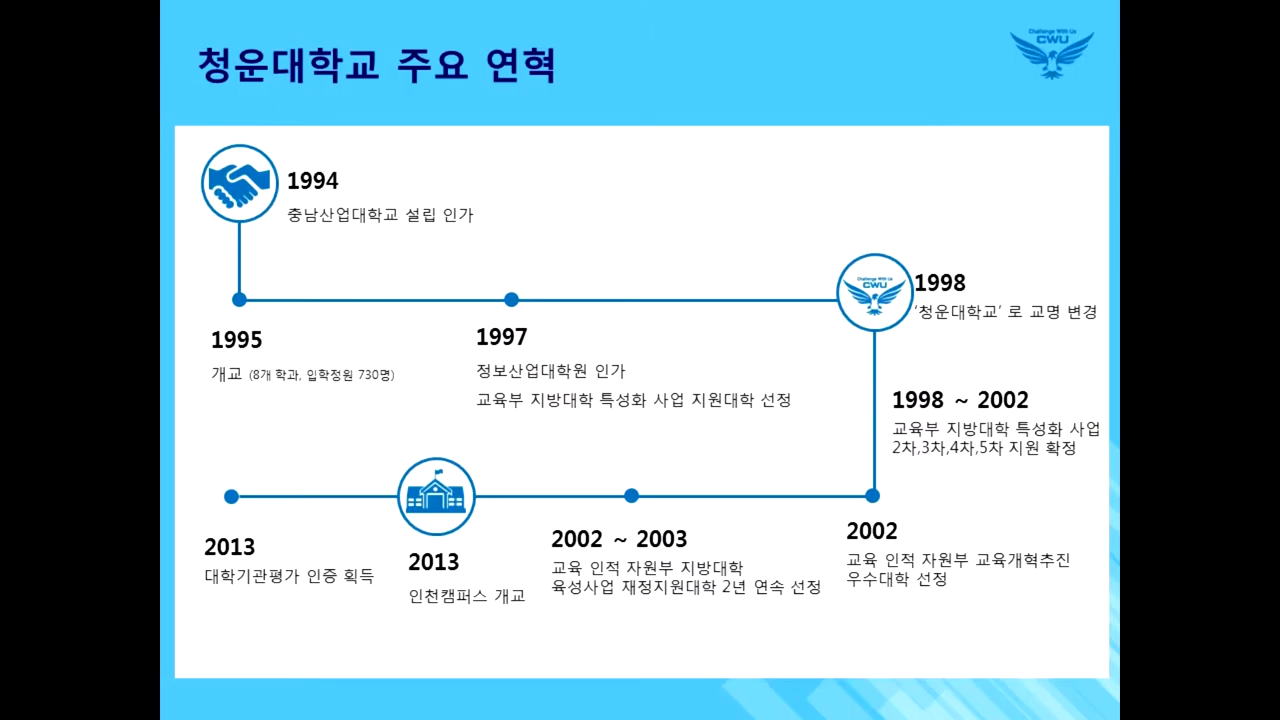 청운대학교 주요 연혁
Challenge With Us
CWU
1994
충남산업대학교 설립 인가
1995
개교 (8개 학과, 입학정원 730명)
1997
정보산업대학원 인가
교육부 지방대학 특성화 사업 지원대학 선정
Challenge With Us
CWU
1998
‘청운대학교’ 로 교명 변경
1998 ~ 2002
교육부 지방대학 특성화 사업
2차,3차,4차,5차 지원 확정
2002
교육 인적 자원부 교육개혁추진
우수대학 선정
2002 ~ 2003
교육 인적 자원부 지방대학
육성사업 재정지원대학 2년 연속 선정
2013
인천캠퍼스 개교
2013
대학기관평가 인증 획득